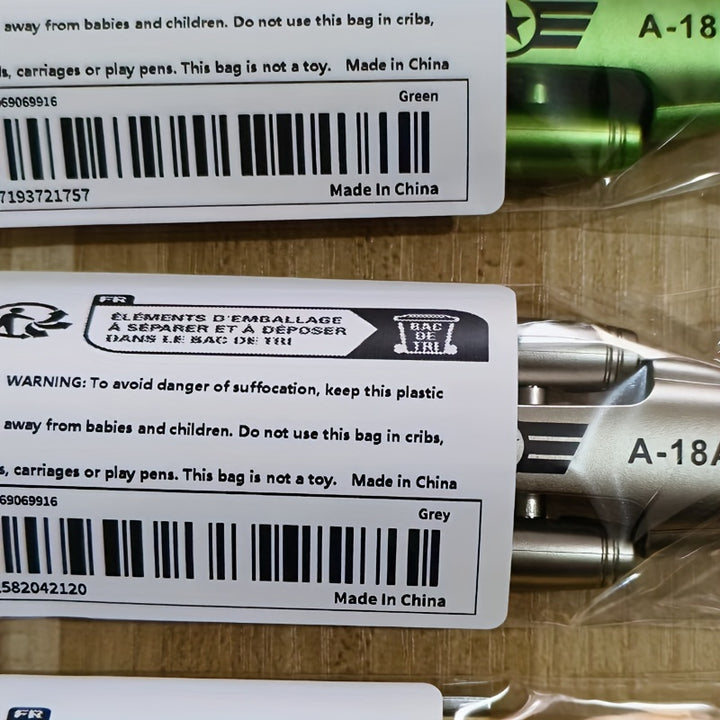 away from babies and children. Do not use this bag in cribs,
carriages or play pens. This bag is not a toy. Made in China
69069916
Green
7193721757
Made In China
A-18
FR
ÉLÉMENTS D'EMBALLAGE
À SÉPARER ET À DÉPOSER
DANS LE BAC DE TRI
BAC
DE
TRI
WARNING: To avoid danger of suffocation, keep this plastic
away from babies and children. Do not use this bag in cribs,
s, carriages or play pens. This bag is not a toy. Made in China
69069916
Grey
A-18A
1582042120
Made In China
FR